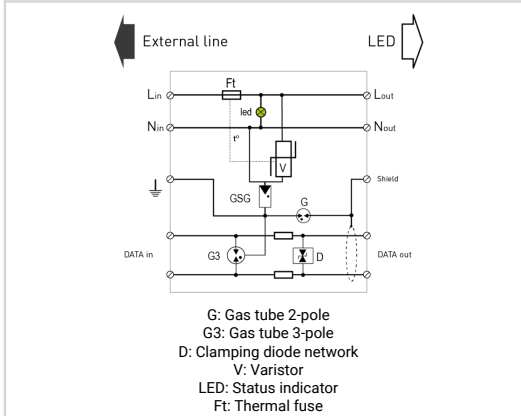 External line
LED
Ft
Lin
Lout
led
Nin
Nout
t°
V
Shield
GSG
G
DATA in
G3
D
DATA out
G: Gas tube 2-pole
G3: Gas tube 3-pole
D: Clamping diode network
V: Varistor
LED: Status indicator
Ft: Thermal fuse